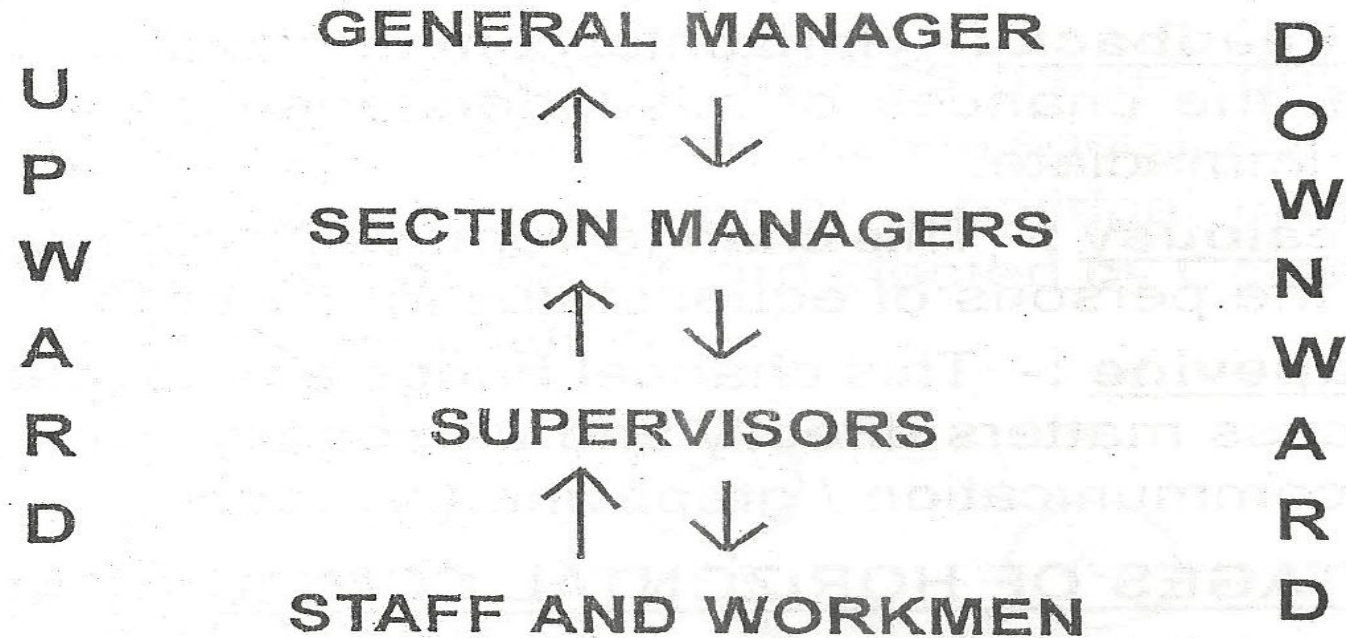 GENERAL MANAGER
SECTION MANAGERS
SUPERVISORS
STAFF AND WORKMEN
UPWARD
DOWNWARD